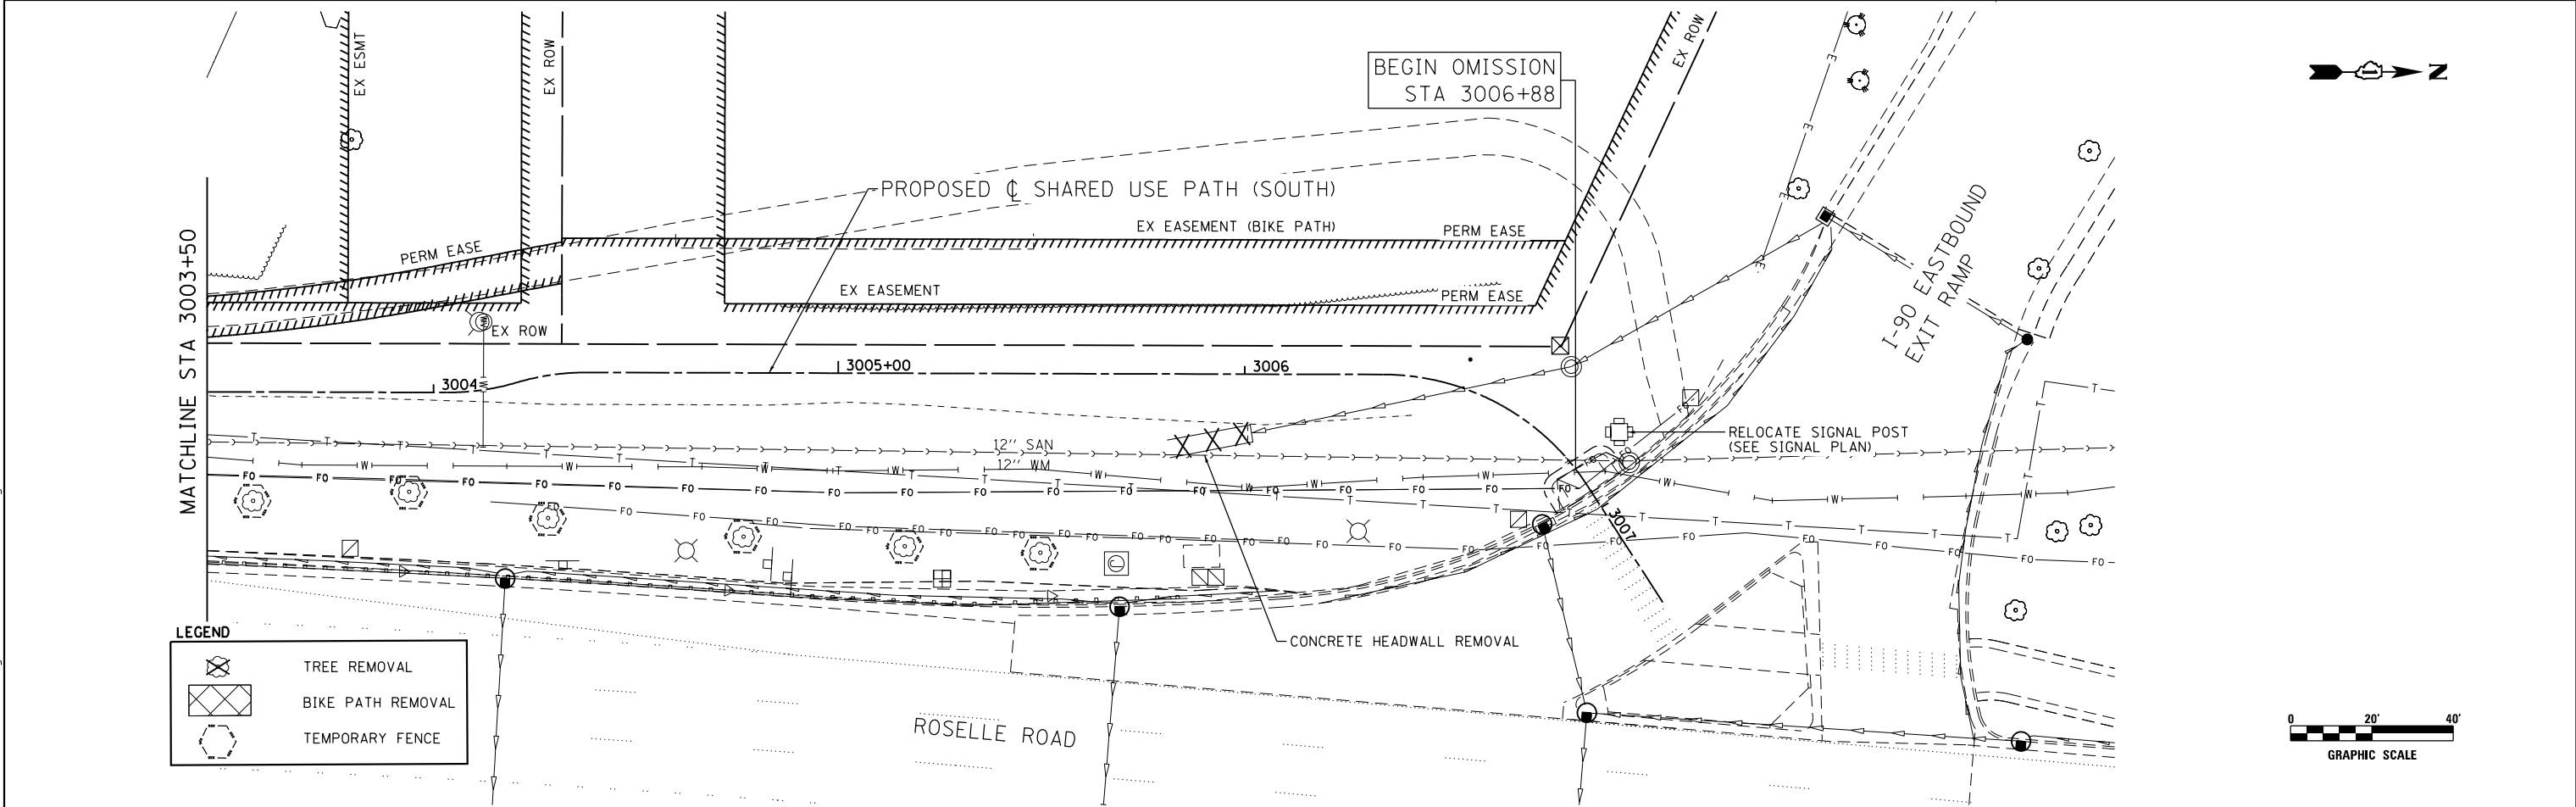 EX ESMT
EX ROW
BEGIN OMISSION
STA 3006+88
EX ROW
N
PROPOSED ℄ SHARED USE PATH (SOUTH)
EX EASEMENT (BIKE PATH)
PERM EASE
PERM EASE
EX EASEMENT
PERM EASE
EX ROW
MATCHLINE STA 3003+50
I-90 EASTBOUND
EXIT RAMP
3004
3005+00
3006
3007
12'' SAN
12'' WM
RELOCATE SIGNAL POST
(SEE SIGNAL PLAN)
CONCRETE HEADWALL REMOVAL
ROSELLE ROAD
LEGEND
TREE REMOVAL
BIKE PATH REMOVAL
TEMPORARY FENCE
0 20' 40'
GRAPHIC SCALE